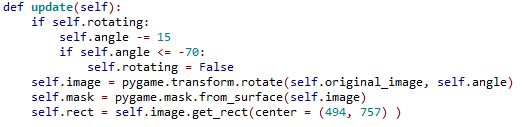 def update(self):
    if self.rotating:
        self.angle -= 15
        if self.angle <= -70:
            self.rotating = False
    self.image = pygame.transform.rotate(self.original_image, self.angle)
    self.mask = pygame.mask.from_surface(self.image)
    self.rect = self.image.get_rect(center = (494, 757) )